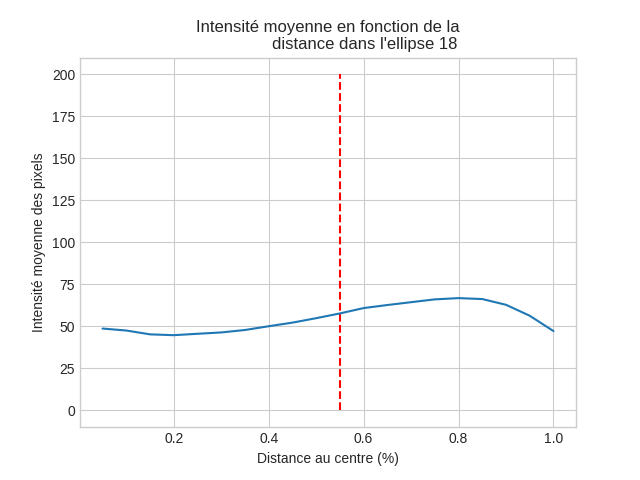 Intensité moyenne en fonction de la
distance dans l'ellipse 18
Intensité moyenne des pixels
200
175
150
125
100
75
50
25
0
0.2 0.4 0.6 0.8 1.0
Distance au centre (%)